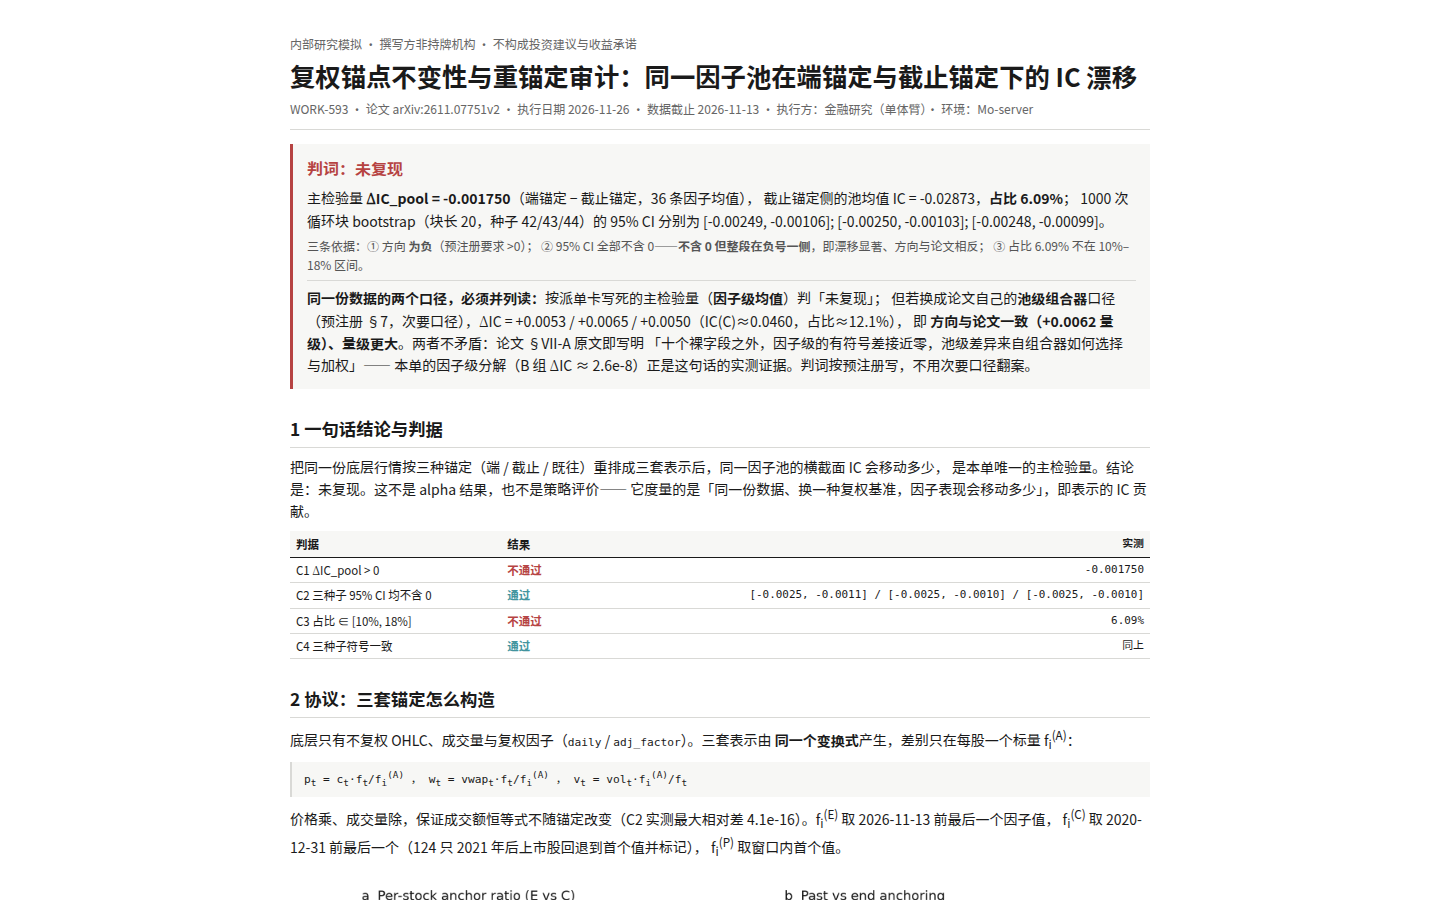 内部研究模拟 · 撰写方非持牌机构 · 不构成投资建议与收益承诺
复权锚点不变性与重锚定审计：同一因子池在端锚定与截止锚定下的 IC 漂移
WORK-593 · 论文 arXiv:2611.07751v2 · 执行日期 2026-11-26 · 数据截止 2026-11-13 · 执行方：金融研究（单体臂）· 环境：Mo-server
判词：未复现
主检验量 ΔIC_pool = -0.001750（端锚定 − 截止锚定，36 条因子均值）， 截止锚定侧的池均值 IC = -0.02873，占比 6.09%； 1000 次
循环块 bootstrap（块长 20，种子 42/43/44）的 95% CI 分别为 [-0.00249, -0.00106]; [-0.00250, -0.00103]; [-0.00248, -0.00099]。
三条依据：① 方向 为负（预注册要求 >0）； ② 95% CI 全部不含 0——不含 0 但整段在负号一侧，即漂移显著、方向与论文相反； ③ 占比 6.09% 不在 10%–
18% 区间。
同一份数据的两个口径，必须并列读：按派单卡写死的主检验量（因子级均值）判「未复现」； 但若换成论文自己的池级组合器口径
（预注册 §7，次要口径），ΔIC = +0.0053 / +0.0065 / +0.0050（IC(C)≈0.0460，占比≈12.1%）， 即 方向与论文一致（+0.0062 量
级）、量级更大。两者不矛盾：论文 §VII-A 原文即写明 「十个裸字段之外，因子级的有符号差接近零，池级差异来自组合器如何选择
与加权」—— 本单的因子级分解（B 组 ΔIC ≈ 2.6e-8）正是这句话的实测证据。判词按预注册写，不用次要口径翻案。
1 一句话结论与判据
把同一份底层行情按三种锚定（端 / 截止 / 既往）重排成三套表示后，同一因子池的横截面 IC 会移动多少， 是本单唯一的主检验量。结论
是：未复现。这不是 alpha 结果，也不是策略评价—— 它度量的是「同一份数据、换一种复权基准，因子表现会移动多少」，即表示的 IC 贡
献。
判据 结果 实测
C1 ΔIC_pool > 0 不通过 -0.001750
C2 三种子 95% CI 均不含 0 通过 [-0.0025, -0.0011] / [-0.0025, -0.0010] / [-0.0025, -0.0010]
C3 占比 ∈ [10%, 18%] 不通过 6.09%
C4 三种子符号一致 通过 同上
2 协议：三套锚定怎么构造
底层只有不复权 OHLC、成交量与复权因子（daily / adj_factor）。三套表示由 同一个变换式产生，差别只在每股一个标量 fi(A)：
pt = ct·ft/fi(A) ， wt = vwapt·ft/fi(A) ， vt = volt·fi(A)/ft
价格乘、成交量除，保证成交额恒等式不随锚定改变（C2 实测最大相对差 4.1e-16）。fi(E) 取 2026-11-13 前最后一个因子值， fi(C) 取 2020-
12-31 前最后一个（124 只 2021 年后上市股回退到首个值并标记）， fi(P) 取窗口内首个值。
a Per-stock anchor ratio (E vs C) b Past vs end anchoring